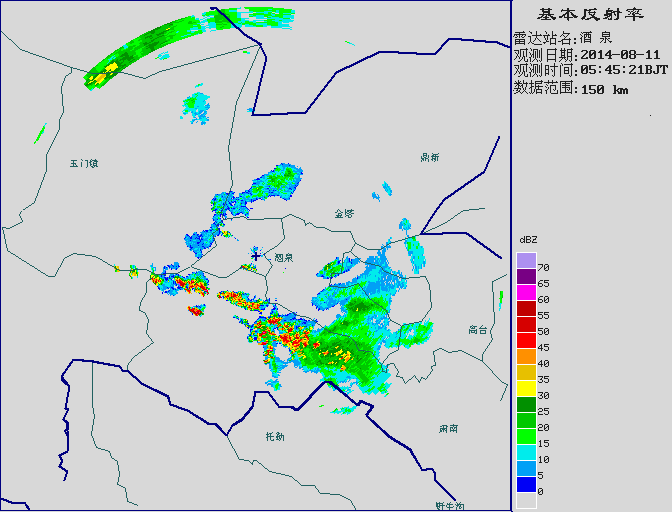 基本反射率
雷达站名:酒 泉
观测日期:2014-08-11
观测时间:05:45:21BJT
数据范围:150 km
玉门镇
鼎新
金塔
酒泉
高台
肃南
托勒
野牛沟
dBZ
70
65
60
55
50
45
40
35
30
25
20
15
10
5
0